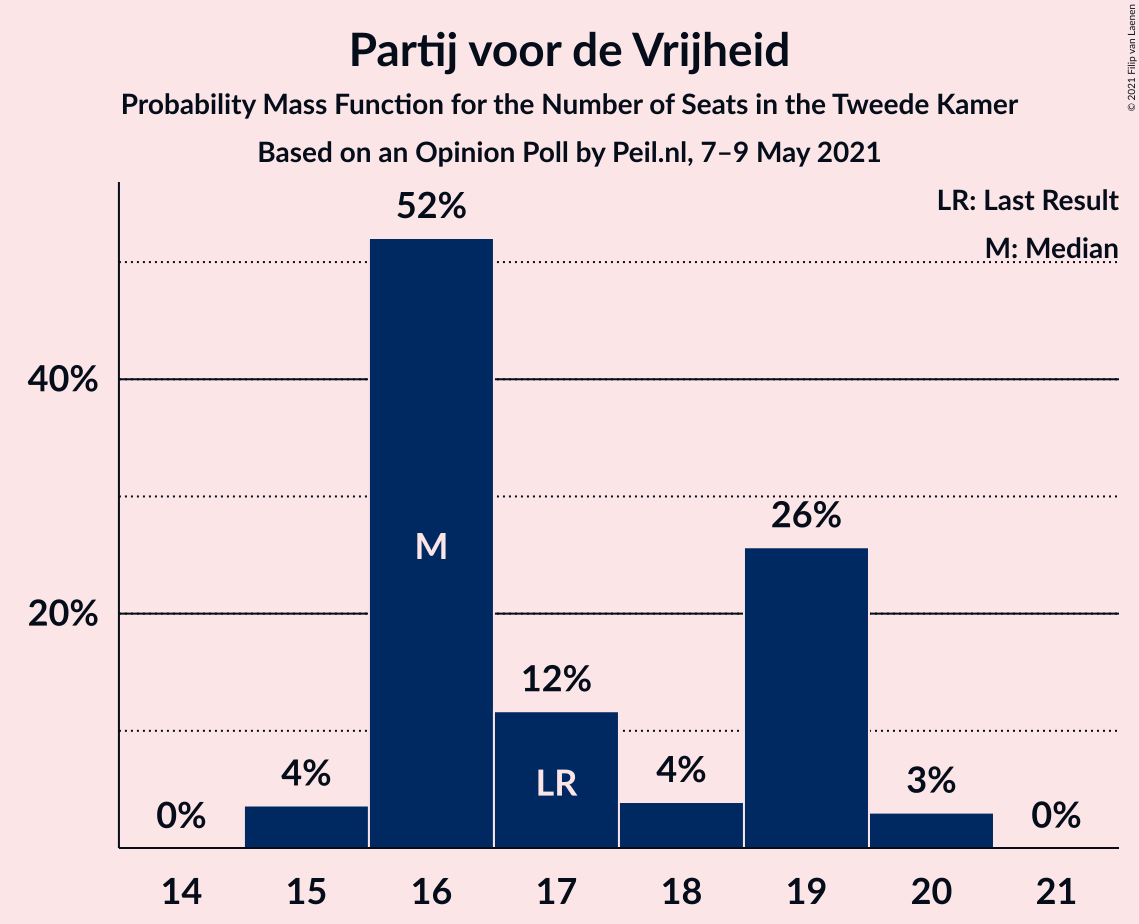 Partij voor de Vrijheid
Probability Mass Function for the Number of Seats in the Tweede Kamer
Based on an Opinion Poll by Peil.nl, 7–9 May 2021
© 2021 Filip van Laenen
LR: Last Result
M: Median
52%
40%
M
26%
20%
12%
LR
4%
4%
3%
0%
0%
14 15 16 17 18 19 20 21